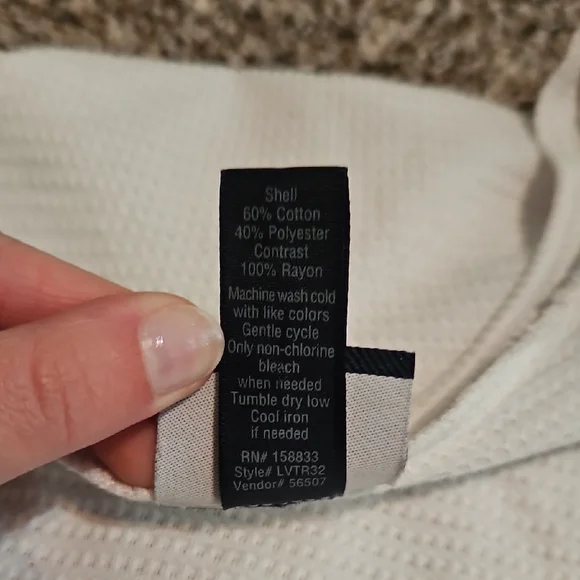 Shell
60% Cotton
40% Polyester
Contrast
100% Rayon
Machine wash cold
with like colors
Gentle cycle
Only non-chlorine
bleach
when needed
Tumble dry low
Cool iron
if needed
RN# 158833
Style# LVTR32
Vendor# 56507